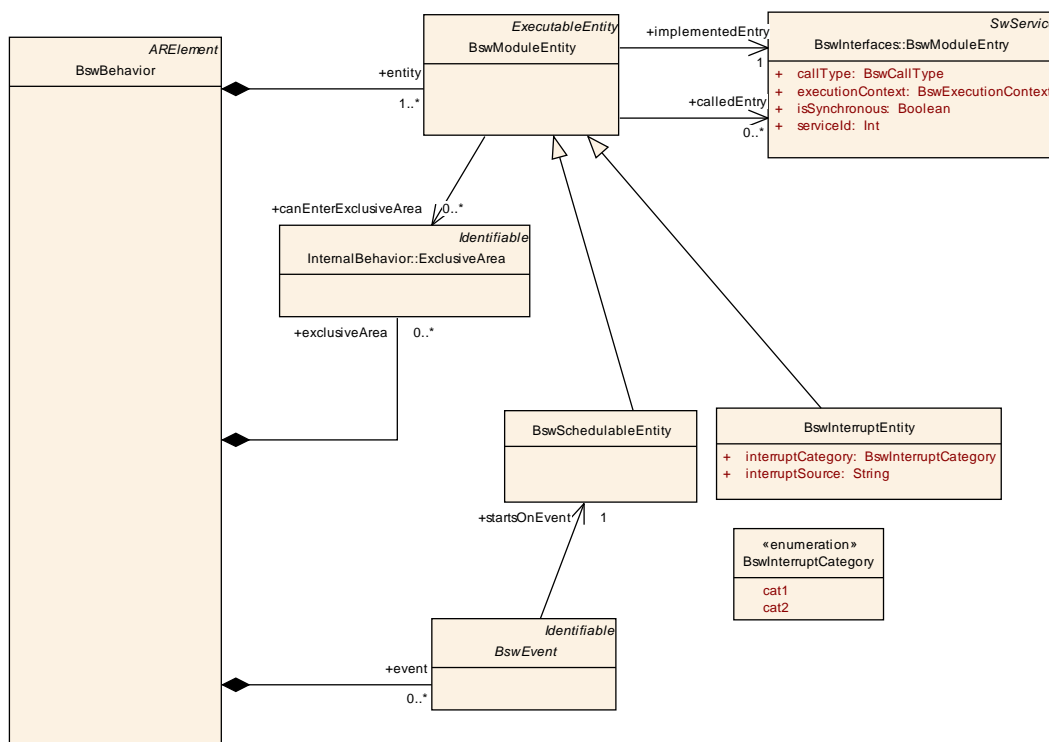 ARElement
BswBehavior
ExecutableEntity
BswModuleEntity
SwService
BswInterfaces::BswModuleEntry
+ callType: BswCallType
+ executionContext: BswExecutionContext
+ isSynchronous: Boolean
+ serviceId: Int
+implementedEntry
1
+calledEntry
0..*
+entity
1..*
+canEnterExclusiveArea
0..*
Identifiable
InternalBehavior::ExclusiveArea
+exclusiveArea
0..*
BswSchedulableEntity
BswInterruptEntity
+ interruptCategory: BswInterruptCategory
+ interruptSource: String
+startsOnEvent
1
«enumeration»
BswInterruptCategory
cat1
cat2
Identifiable
BswEvent
+event
0..*